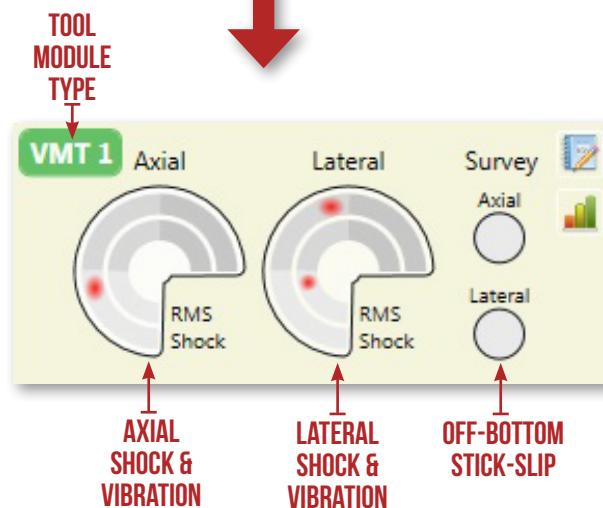 TOOL
MODULE
TYPE
VMT 1
Axial
Lateral
Survey
Axial
Lateral
RMS
Shock
RMS
Shock
AXIAL
SHOCK &
VIBRATION
LATERAL
SHOCK &
VIBRATION
OFF-BOTTOM
STICK-SLIP